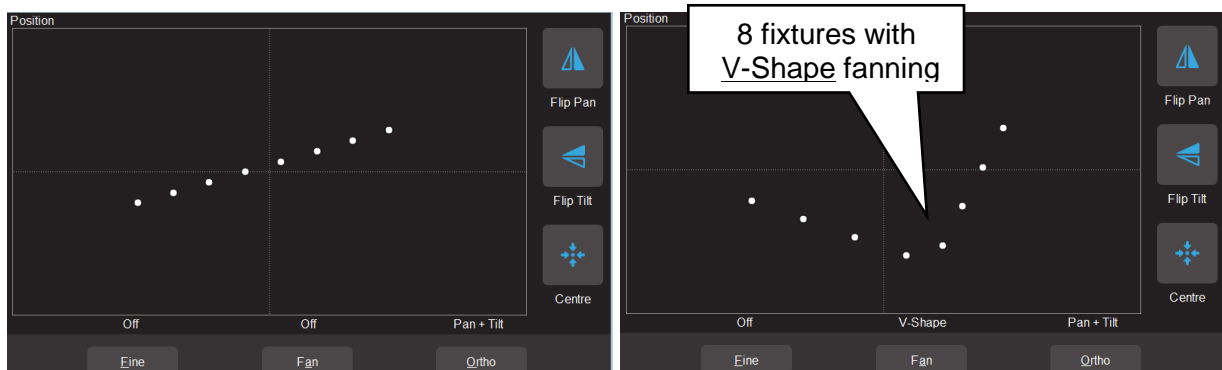 Position
Flip Pan
Flip Tilt
Centre
Off Off Pan + Tilt
Fine Fan Ortho
Position
8 fixtures with
V-Shape fanning
Flip Pan
Flip Tilt
Centre
Off V-Shape Pan + Tilt
Fine Fan Ortho